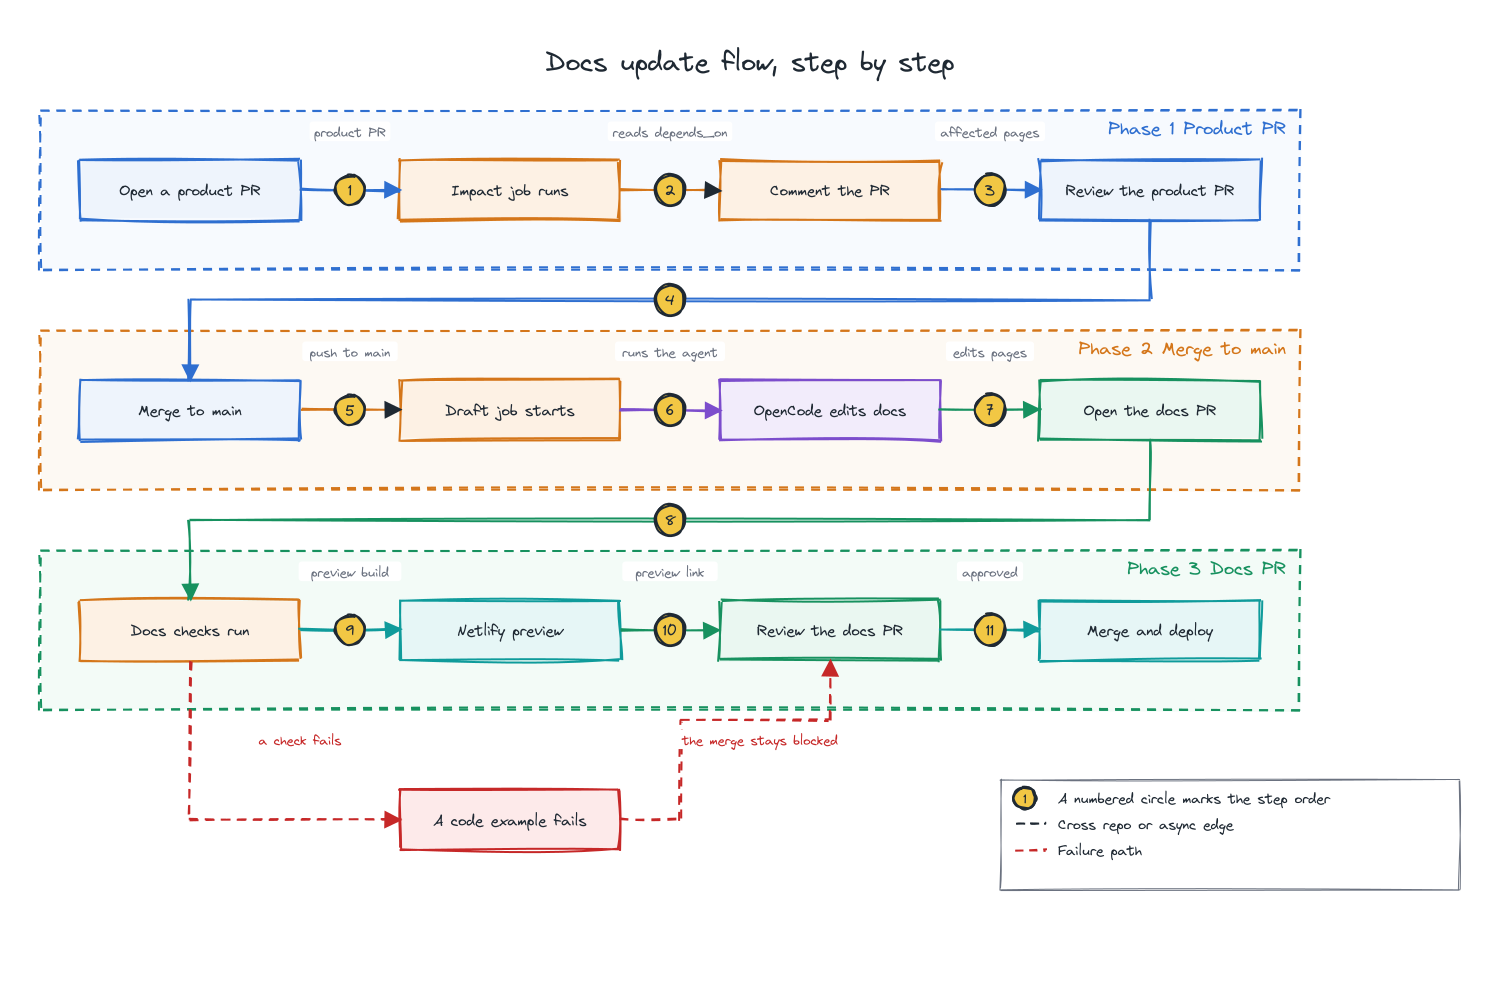 Docs update flow, step by step
Phase 1 Product PR
product PR
reads depends_on
affected pages
Open a product PR
1
Impact job runs
2
Comment the PR
3
Review the product PR
4
Phase 2 Merge to main
push to main
runs the agent
edits pages
Merge to main
5
Draft job starts
6
OpenCode edits docs
7
Open the docs PR
8
Phase 3 Docs PR
preview build
preview link
approved
Docs checks run
9
Netlify preview
10
Review the docs PR
11
Merge and deploy
a check fails
the merge stays blocked
A code example fails
1
A numbered circle marks the step order
Cross repo or async edge
Failure path